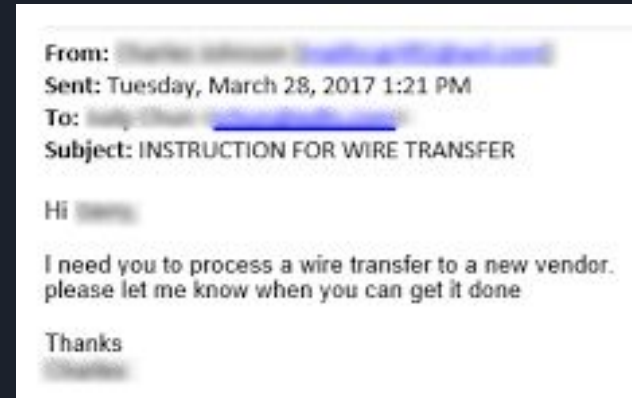 From:
Sent: Tuesday, March 28, 2017 1:21 PM
To:
Subject: INSTRUCTION FOR WIRE TRANSFER
Hi
I need you to process a wire transfer to a new vendor.
please let me know when you can get it done
Thanks